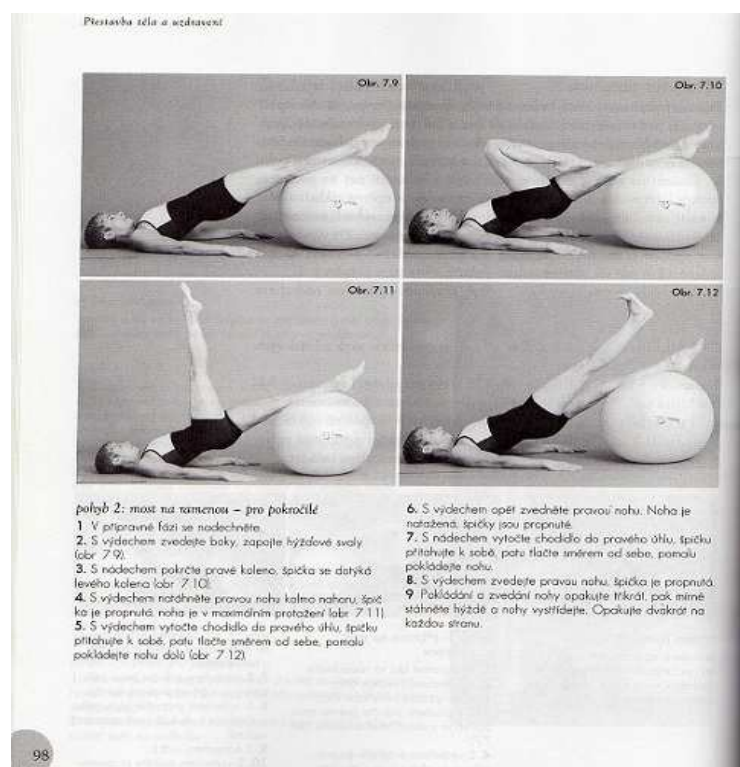 Přestavba těla a uzdravení
Obr. 7.9
Obr. 7.10
Obr. 7.11
Obr. 7.12
pohyb 2: most na ramenou – pro pokročilé
1 V přípravné fázi se nadechněte.
2. S výdechem zvedejte boky, zapojte hýžďové svaly
(obr 7 9).
3. S nádechem pokrčte pravé koleno, špička se dotýká
levého kolena (obr 7 10).
4. S výdechem natáhněte pravou nohu kolmo nahoru, špič
ka je propnutá, noha je v maximálním protažení (obr 7 11)
5. S výdechem vytočte chodidlo do pravého úhlu, špičku
přitahujte k sobě, patu tlačte směrem od sebe, pomalu
pokládejte nohu dolů (obr 7 12)
6. S výdechem opět zvedněte pravou nohu. Noha je
natažená, špičky jsou propnuté.
7. S nádechem vytočte chodidlo do pravého úhlu, špičku
přitahujte k sobě, patu tlačte směrem od sebe, pomalu
pokládejte nohu.
8. S výdechem zvedejte pravou nohu, špička je propnutá.
9 Pokládání a zvedání nohy opakujte třikrát, pak mírně
stáhněte hýždě a nohy vystřídejte. Opakujte dvakrát na
každou stranu.
98